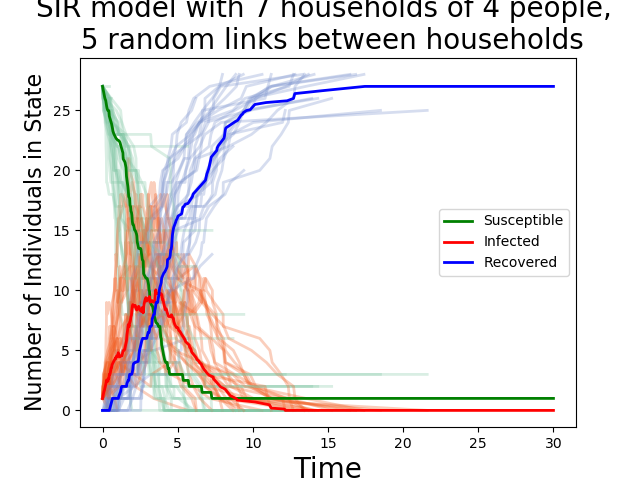 SIR model with 7 households of 4 people,
5 random links between households
Number of Individuals in State
25
20
15
10
5
0
Susceptible
Infected
Recovered
0 5 10 15 20 25 30
Time